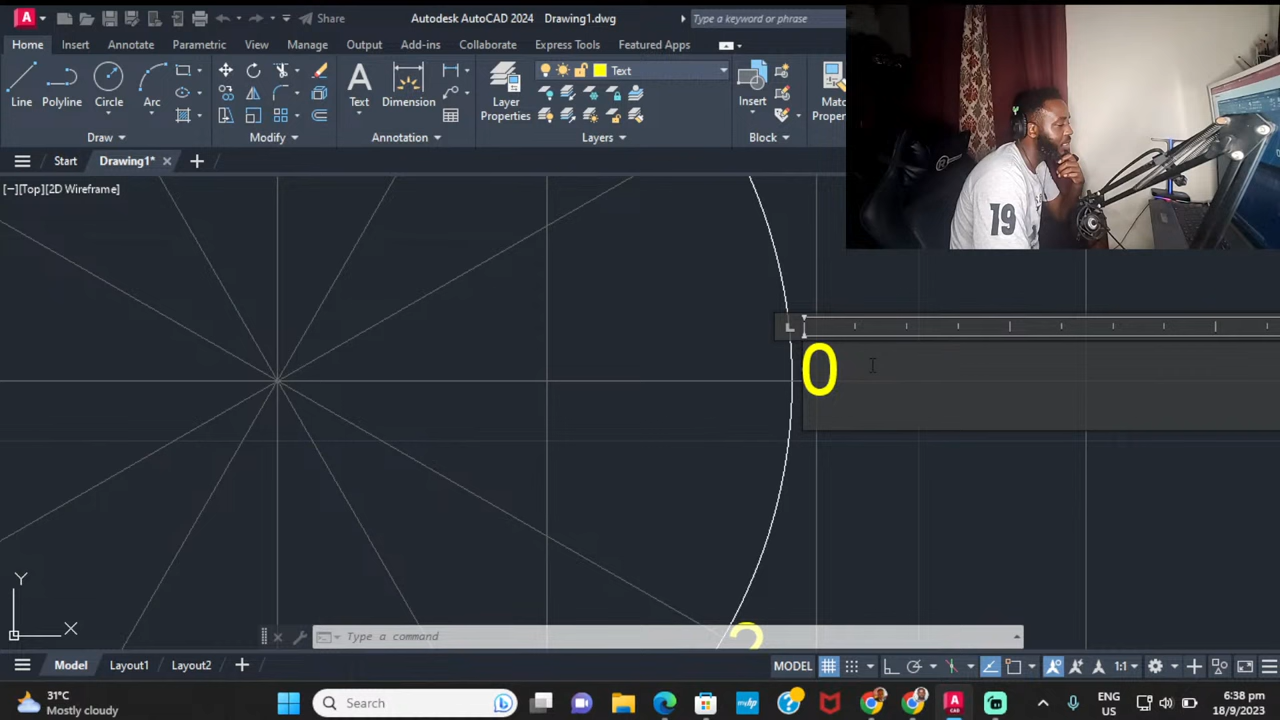 Share
Autodesk AutoCAD 2024 Drawing1.dwg
Type a keyword or phrase
Home Insert Annotate Parametric View Manage Output Add-ins Collaborate Express Tools Featured Apps
Line Polyline Circle Arc
Text Dimension
Layer
Properties
Text
Insert
Draw Modify Annotation Layers Block
Start Drawing1*
[−][Top][2D Wireframe]
19
0
Y
X
Type a command
Model Layout1 Layout2
MODEL
1:1
31°C
Mostly cloudy
Search
ENG
US
6:38 pm
18/9/2023